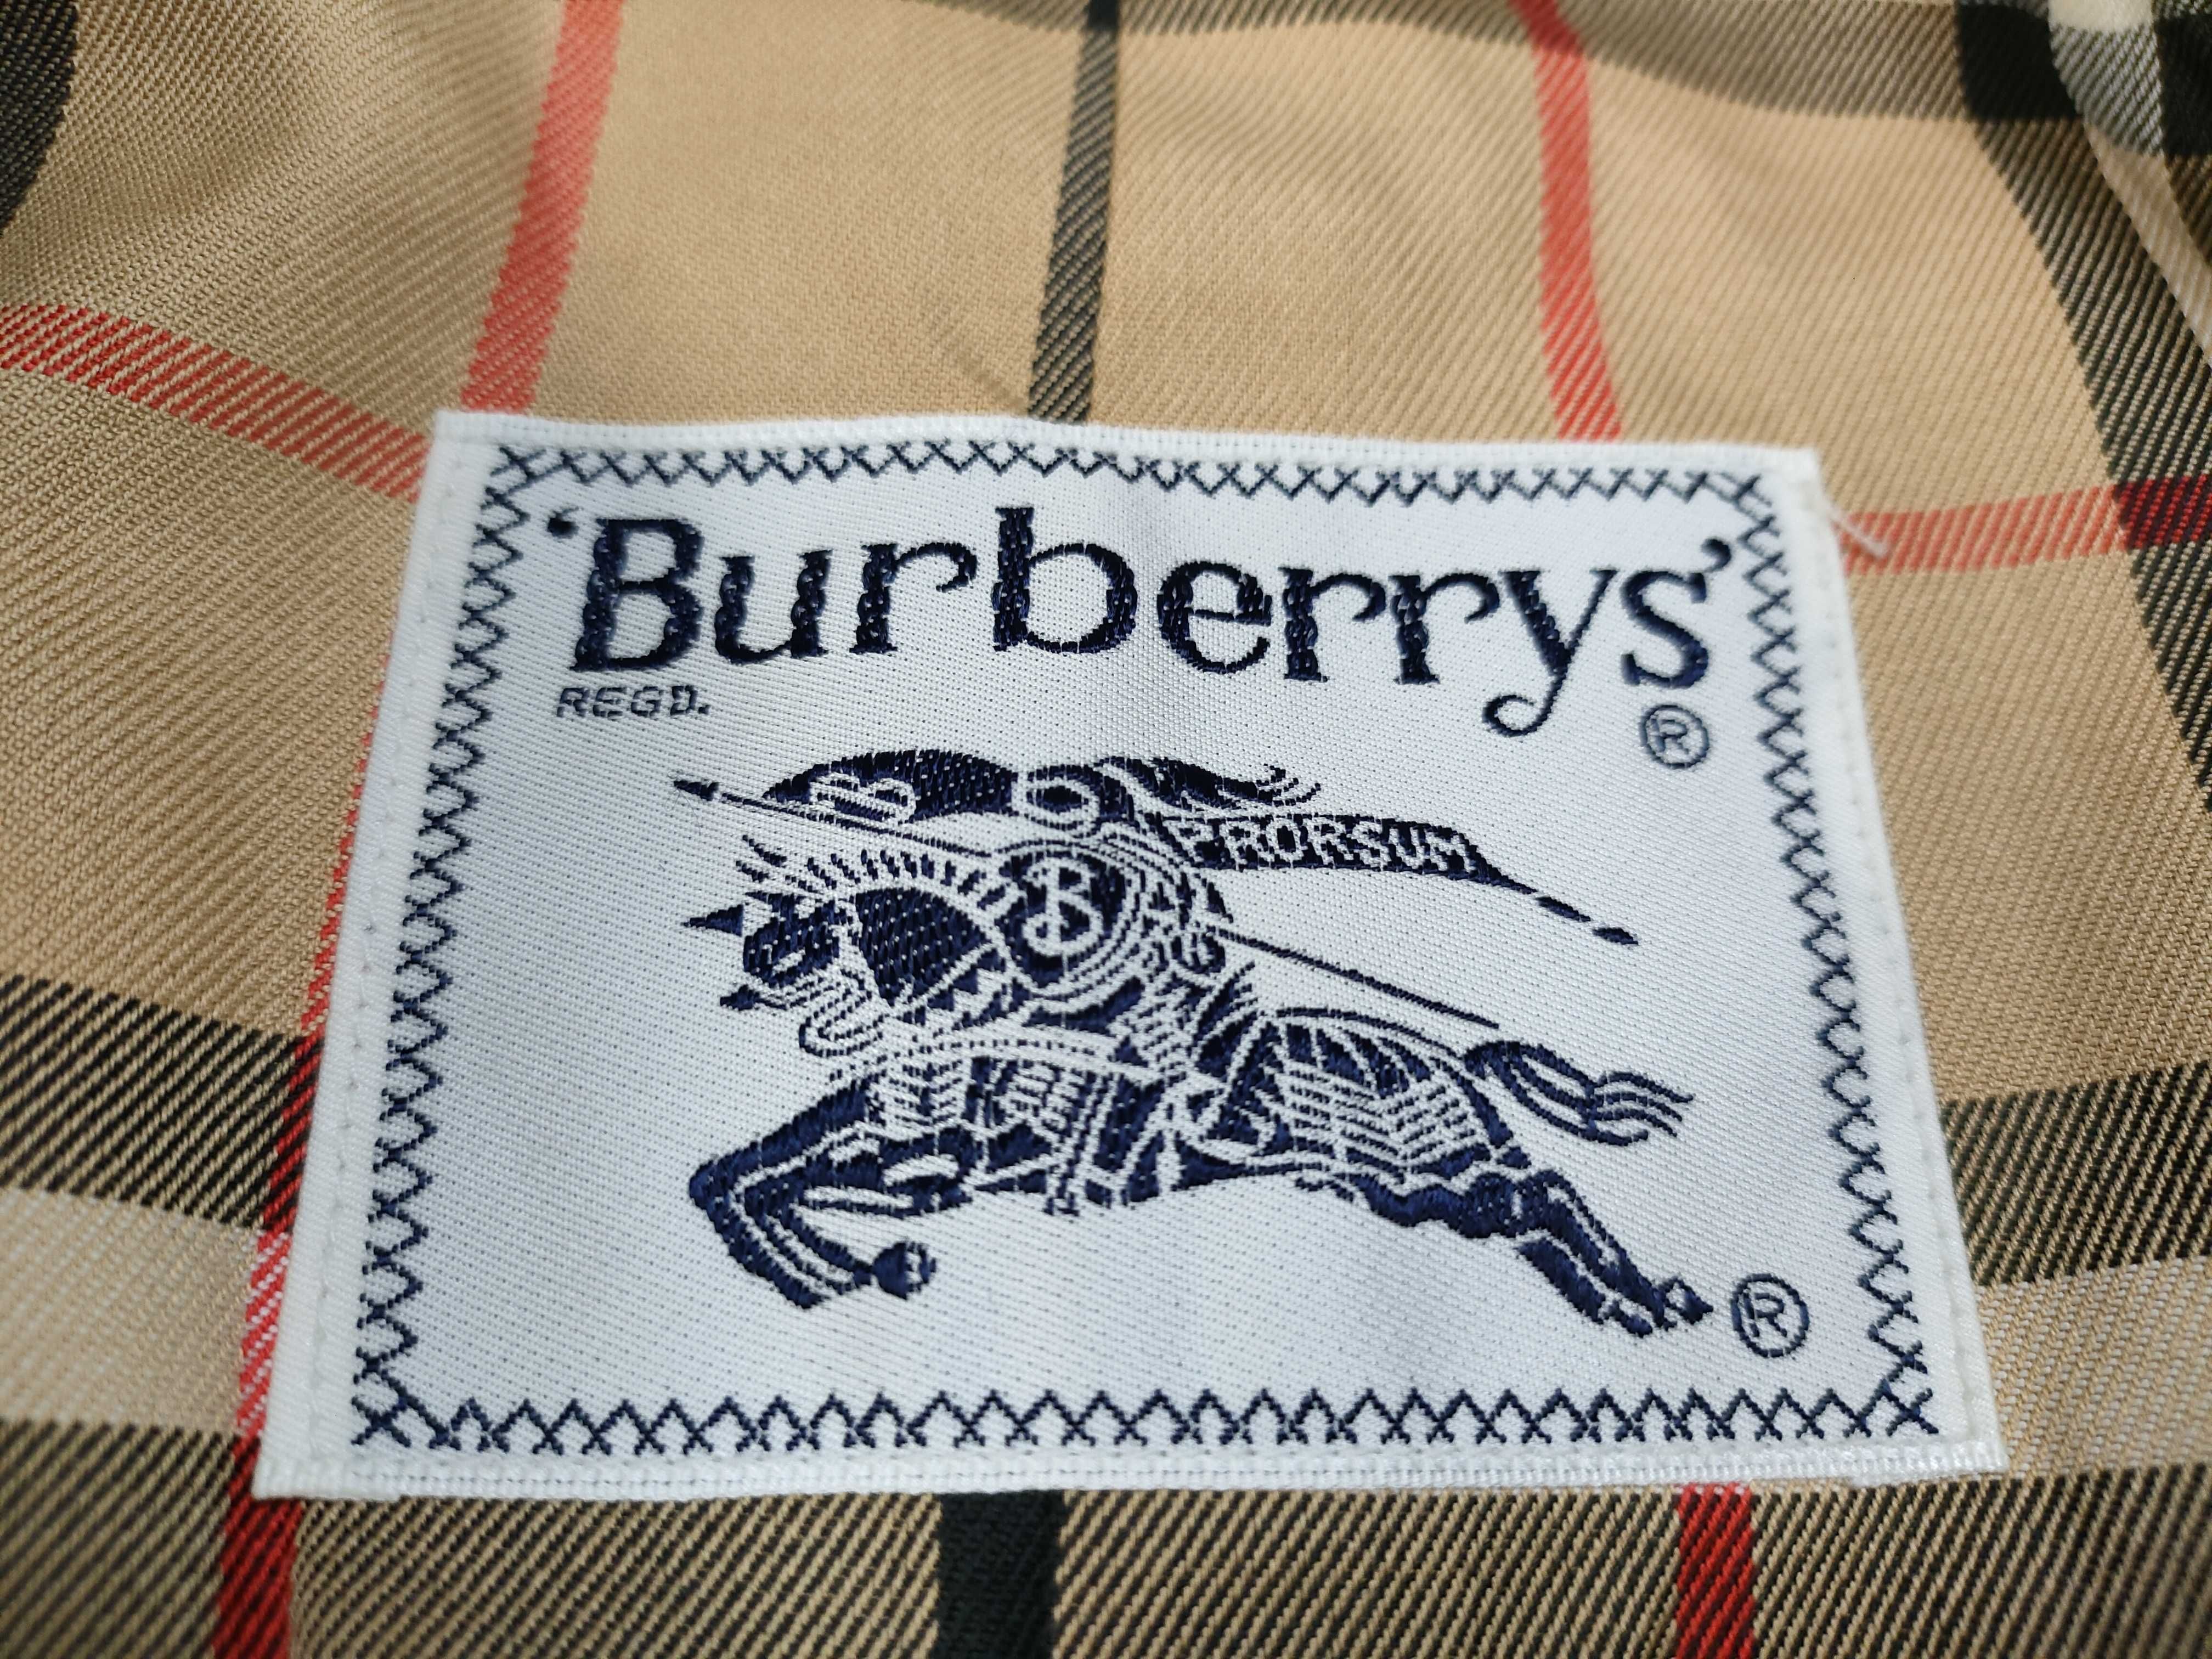 ‘Burberrys’
REGD. ®
PRORSUM
B
®